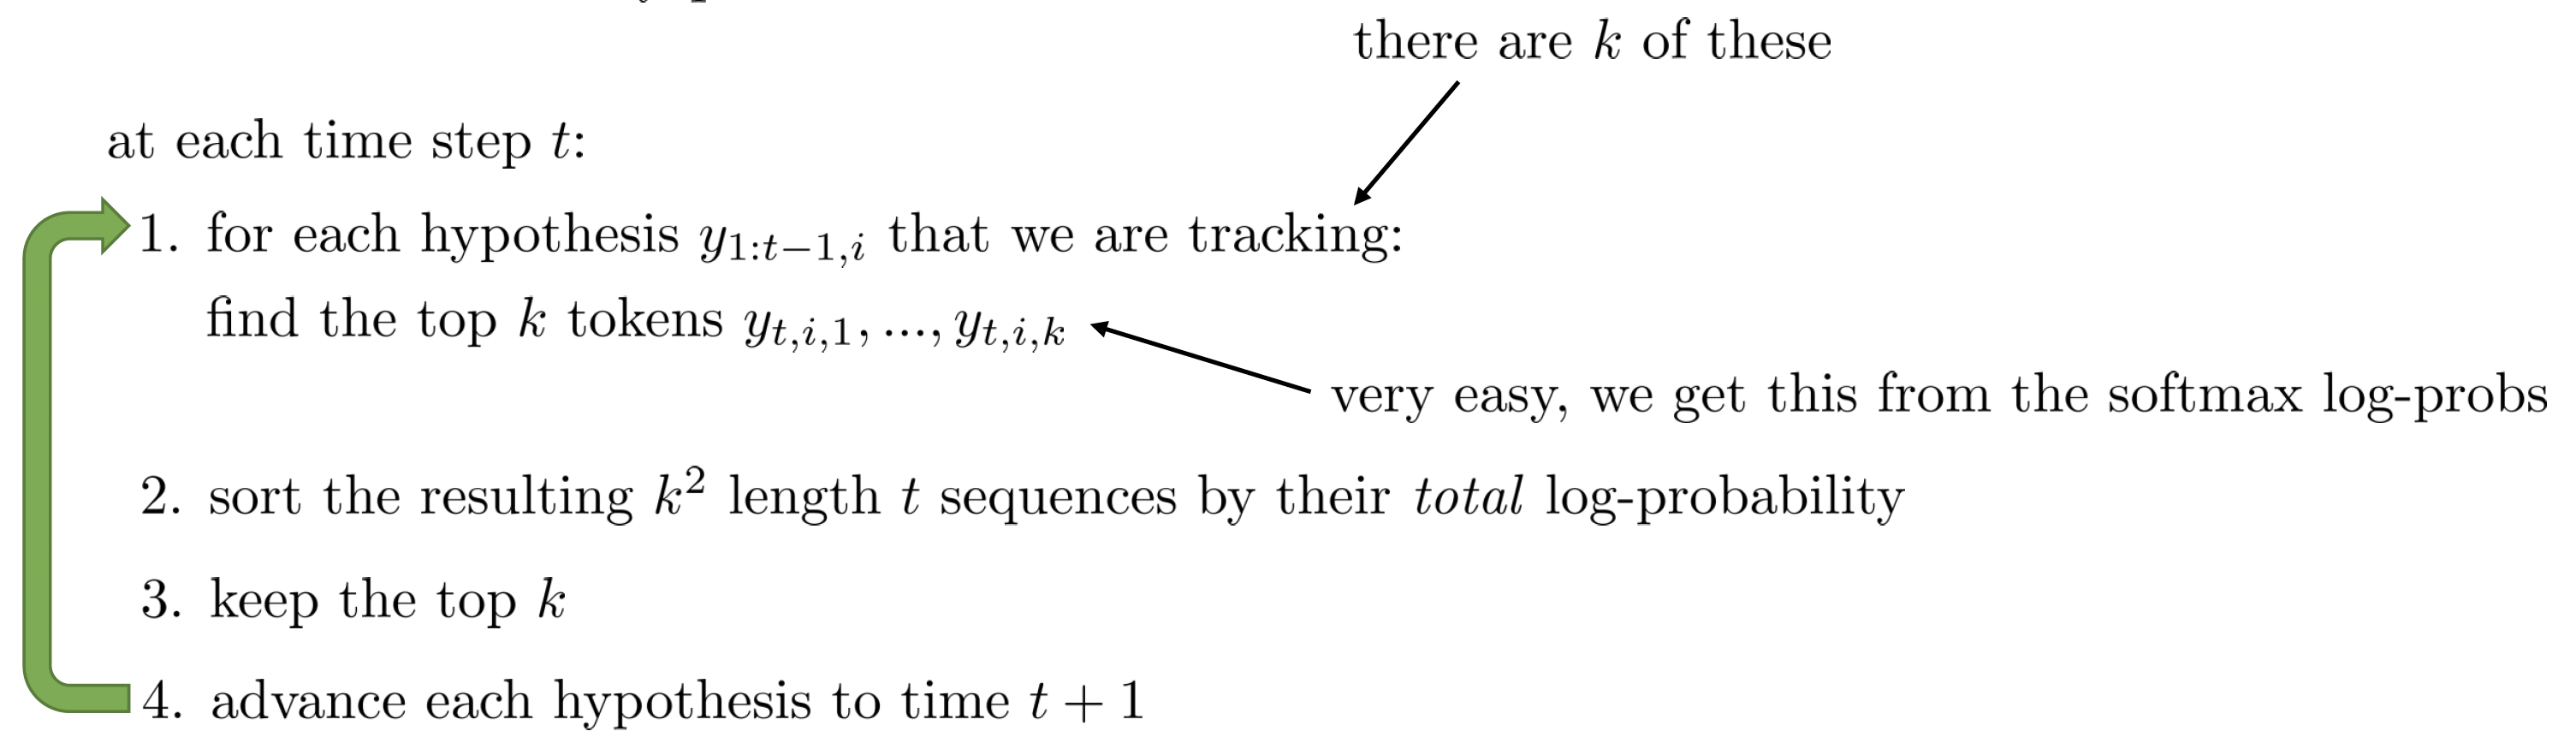 there are k of these
at each time step t:
1. for each hypothesis y_{1:t−1,i} that we are tracking:
find the top k tokens y_{t,i,1}, ..., y_{t,i,k}
very easy, we get this from the softmax log-probs
2. sort the resulting k² length t sequences by their total log-probability
3. keep the top k
4. advance each hypothesis to time t + 1